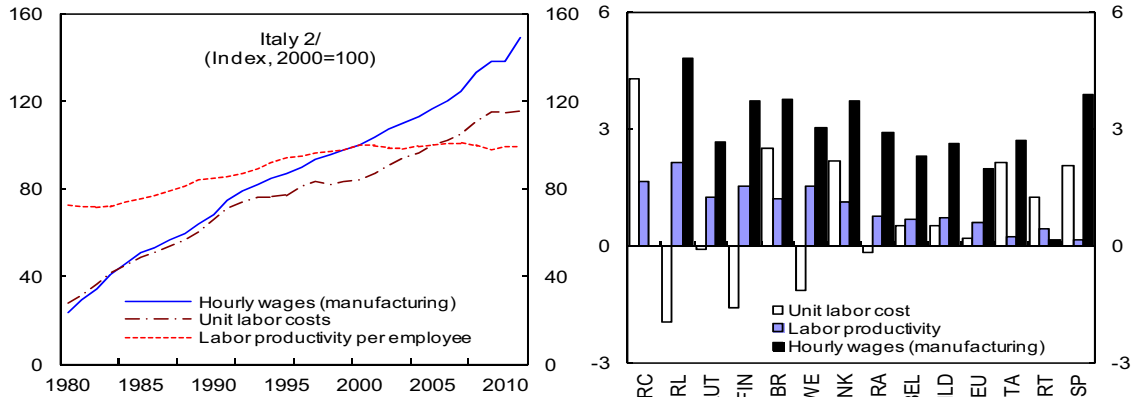 160
120
80
40
0
Italy 2/
(Index, 2000=100)
160
120
80
40
0
Hourly wages (manufacturing)
Unit labor costs
Labor productivity per employee
1980 1985 1990 1995 2000 2005 2010
6
3
0
-3
6
3
0
-3
Unit labor cost
Labor productivity
Hourly wages (manufacturing)
RC
RL
UT
FIN
BR
WE
NK
RA
EL
LD
EU
TA
RT
SP